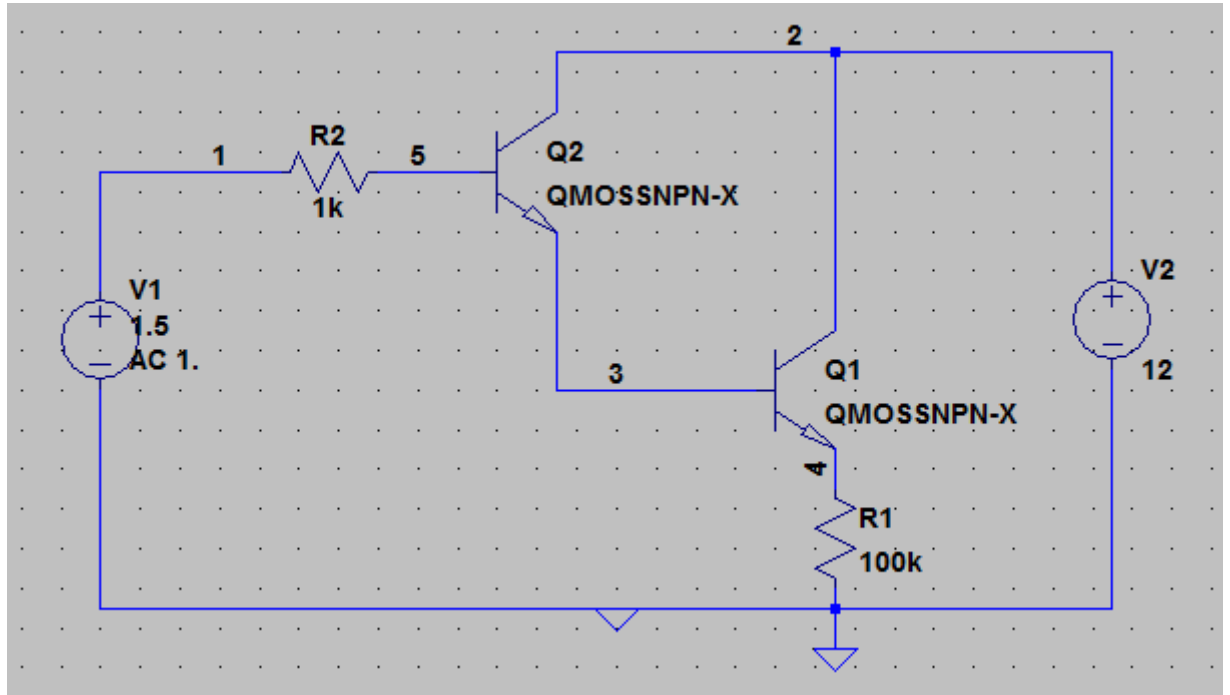 2
R2
1
5
1k
Q2
QMOSSNPN-X
V1
1.5
AC 1.
V2
12
3
Q1
QMOSSNPN-X
4
R1
100k